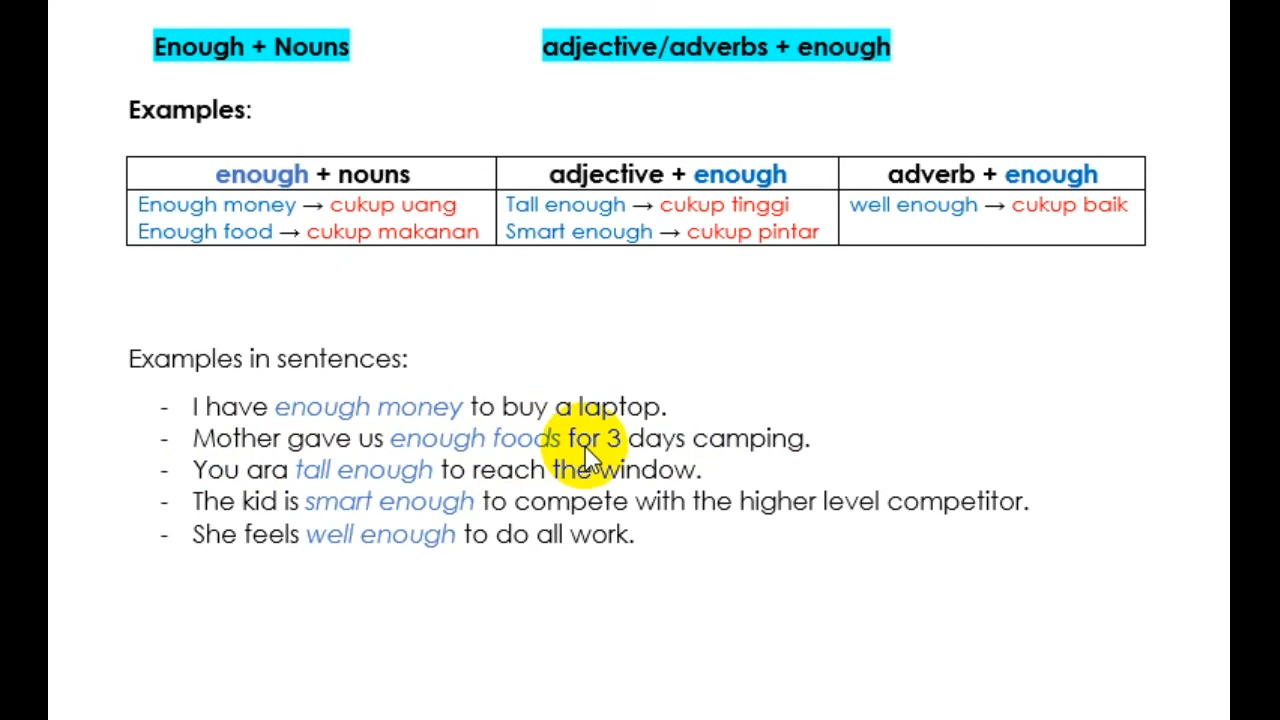 Enough + Nouns adjective/adverbs + enough
Examples:
enough + nouns adjective + enough adverb + enough
Enough money → cukup uang Tall enough → cukup tinggi well enough → cukup baik
Enough food → cukup makanan Smart enough → cukup pintar
Examples in sentences:
- I have enough money to buy a laptop.
- Mother gave us enough foods for 3 days camping.
- You ara tall enough to reach the window.
- The kid is smart enough to compete with the higher level competitor.
- She feels well enough to do all work.